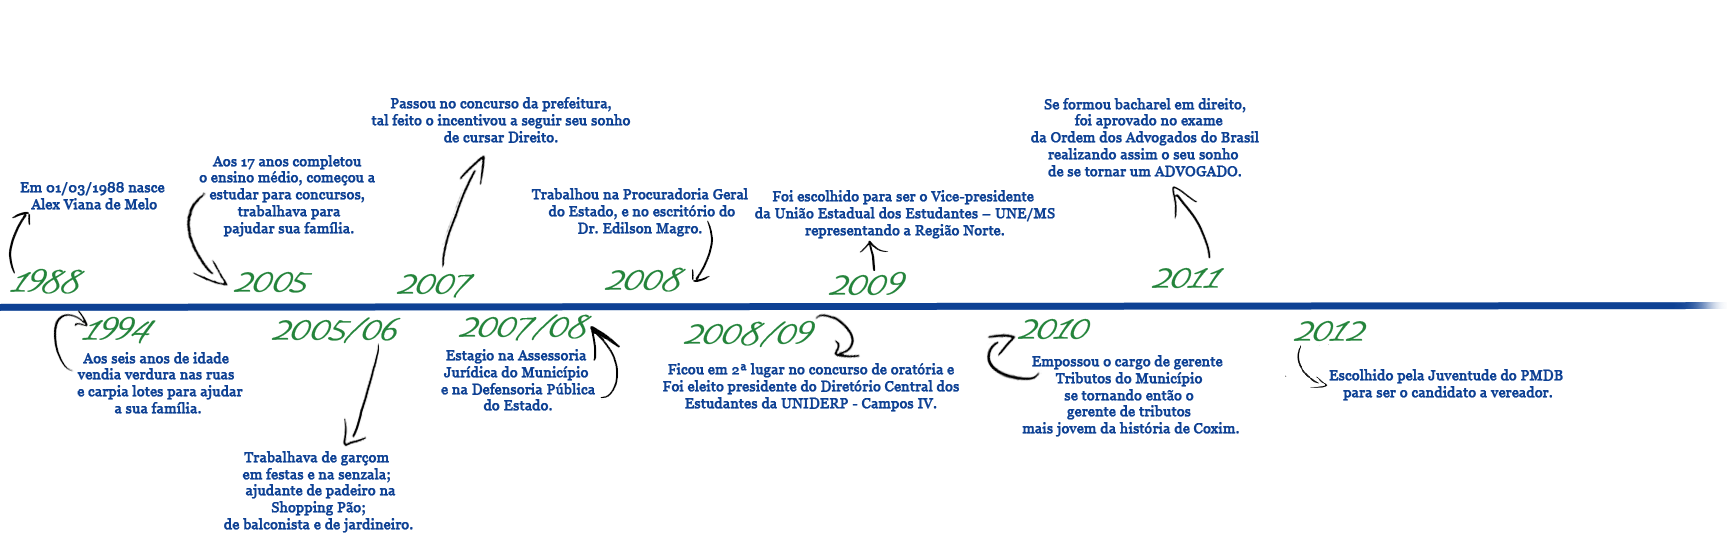 Em 01/03/1988 nasce
Alex Viana de Melo
1988
1994
Aos seis anos de idade
vendia verdura nas ruas
e carpia lotes para ajudar
a sua família.
Aos 17 anos completou
o ensino médio, começou a
estudar para concursos,
trabalhava para
pajudar sua família.
2005
2005/06
Trabalhava de garçom
em festas e na senzala;
ajudante de padeiro na
Shopping Pão;
de balconista e de jardineiro.
Passou no concurso da prefeitura,
tal feito o incentivou a seguir seu sonho
de cursar Direito.
2007
2007/08
Estagio na Assessoria
Jurídica do Município
e na Defensoria Pública
do Estado.
Trabalhou na Procuradoria Geral
do Estado, e no escritório do
Dr. Edilson Magro.
2008
2008/09
Ficou em 2ª lugar no concurso de oratória e
Foi eleito presidente do Diretório Central dos
Estudantes da UNIDERP - Campos IV.
Foi escolhido para ser o Vice-presidente
da União Estadual dos Estudantes – UNE/MS
representando a Região Norte.
2009
2010
Empossou o cargo de gerente
Tributos do Município
se tornando então o
gerente de tributos
mais jovem da história de Coxim.
Se formou bacharel em direito,
foi aprovado no exame
da Ordem dos Advogados do Brasil
realizando assim o seu sonho
de se tornar um ADVOGADO.
2011
2012
Escolhido pela Juventude do PMDB
para ser o candidato a vereador.